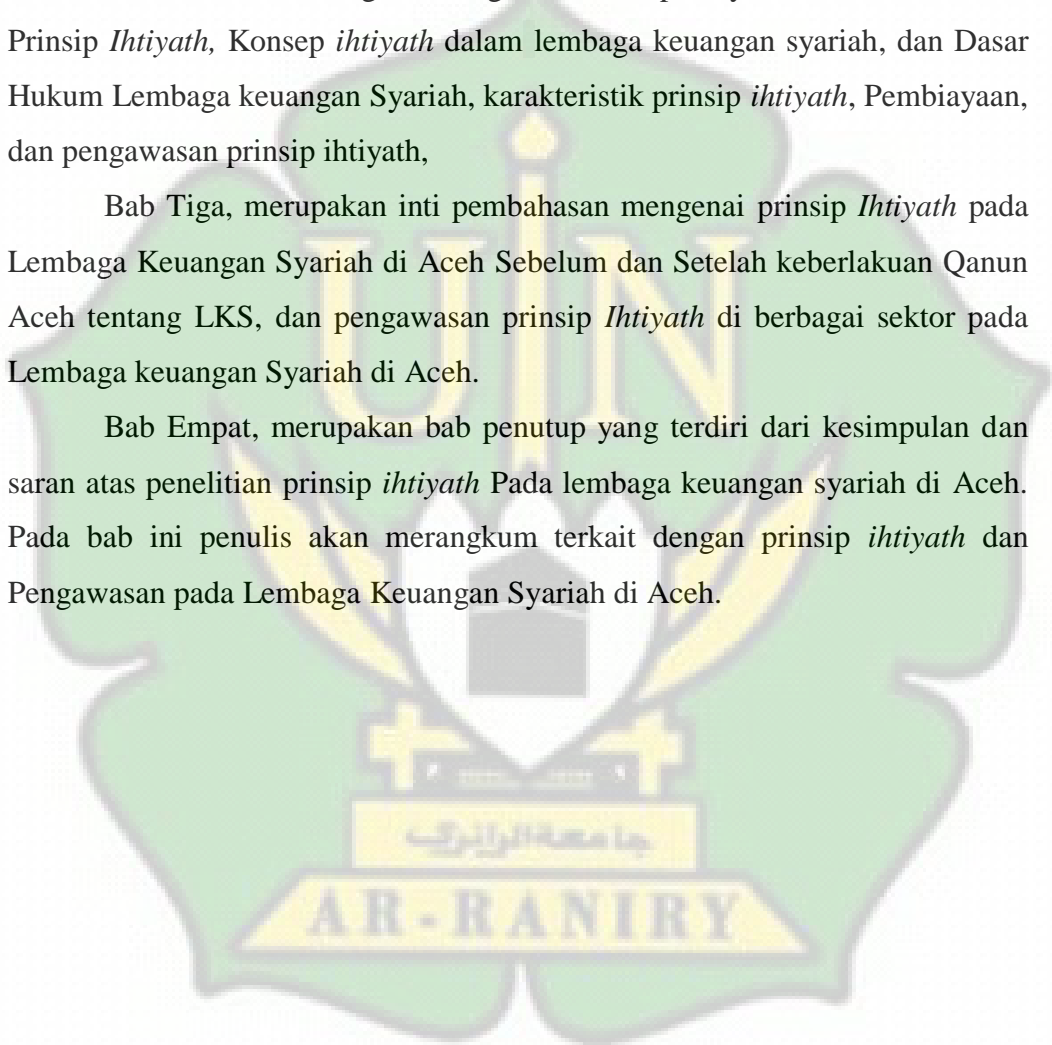 Prinsip Ihtiyath, Konsep ihtiyath dalam lembaga keuangan syariah, dan Dasar
Hukum Lembaga keuangan Syariah, karakteristik prinsip ihtiyath, Pembiayaan,
dan pengawasan prinsip ihtiyath,
Bab Tiga, merupakan inti pembahasan mengenai prinsip Ihtiyath pada
Lembaga Keuangan Syariah di Aceh Sebelum dan Setelah keberlakuan Qanun
Aceh tentang LKS, dan pengawasan prinsip Ihtiyath di berbagai sektor pada
Lembaga keuangan Syariah di Aceh.
Bab Empat, merupakan bab penutup yang terdiri dari kesimpulan dan
saran atas penelitian prinsip ihtiyath Pada lembaga keuangan syariah di Aceh.
Pada bab ini penulis akan merangkum terkait dengan prinsip ihtiyath dan
Pengawasan pada Lembaga Keuangan Syariah di Aceh.
UIN
جامعة الرانري
AR-RANIRY